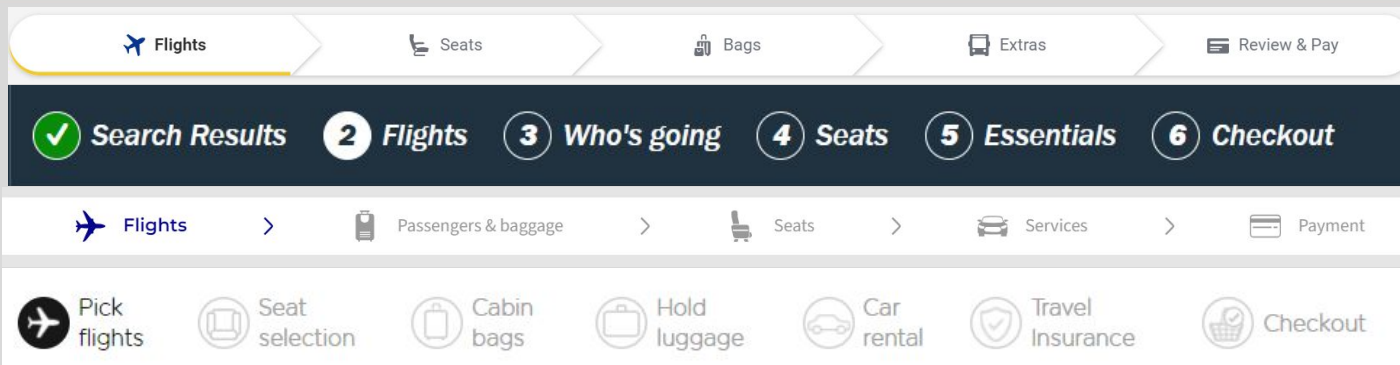 Flights Seats Bags Extras Review & Pay
Search Results 2 Flights 3 Who's going 4 Seats 5 Essentials 6 Checkout
Flights Passengers & baggage Seats Services Payment
Pick flights Seat selection Cabin bags Hold luggage Car rental Travel Insurance Checkout